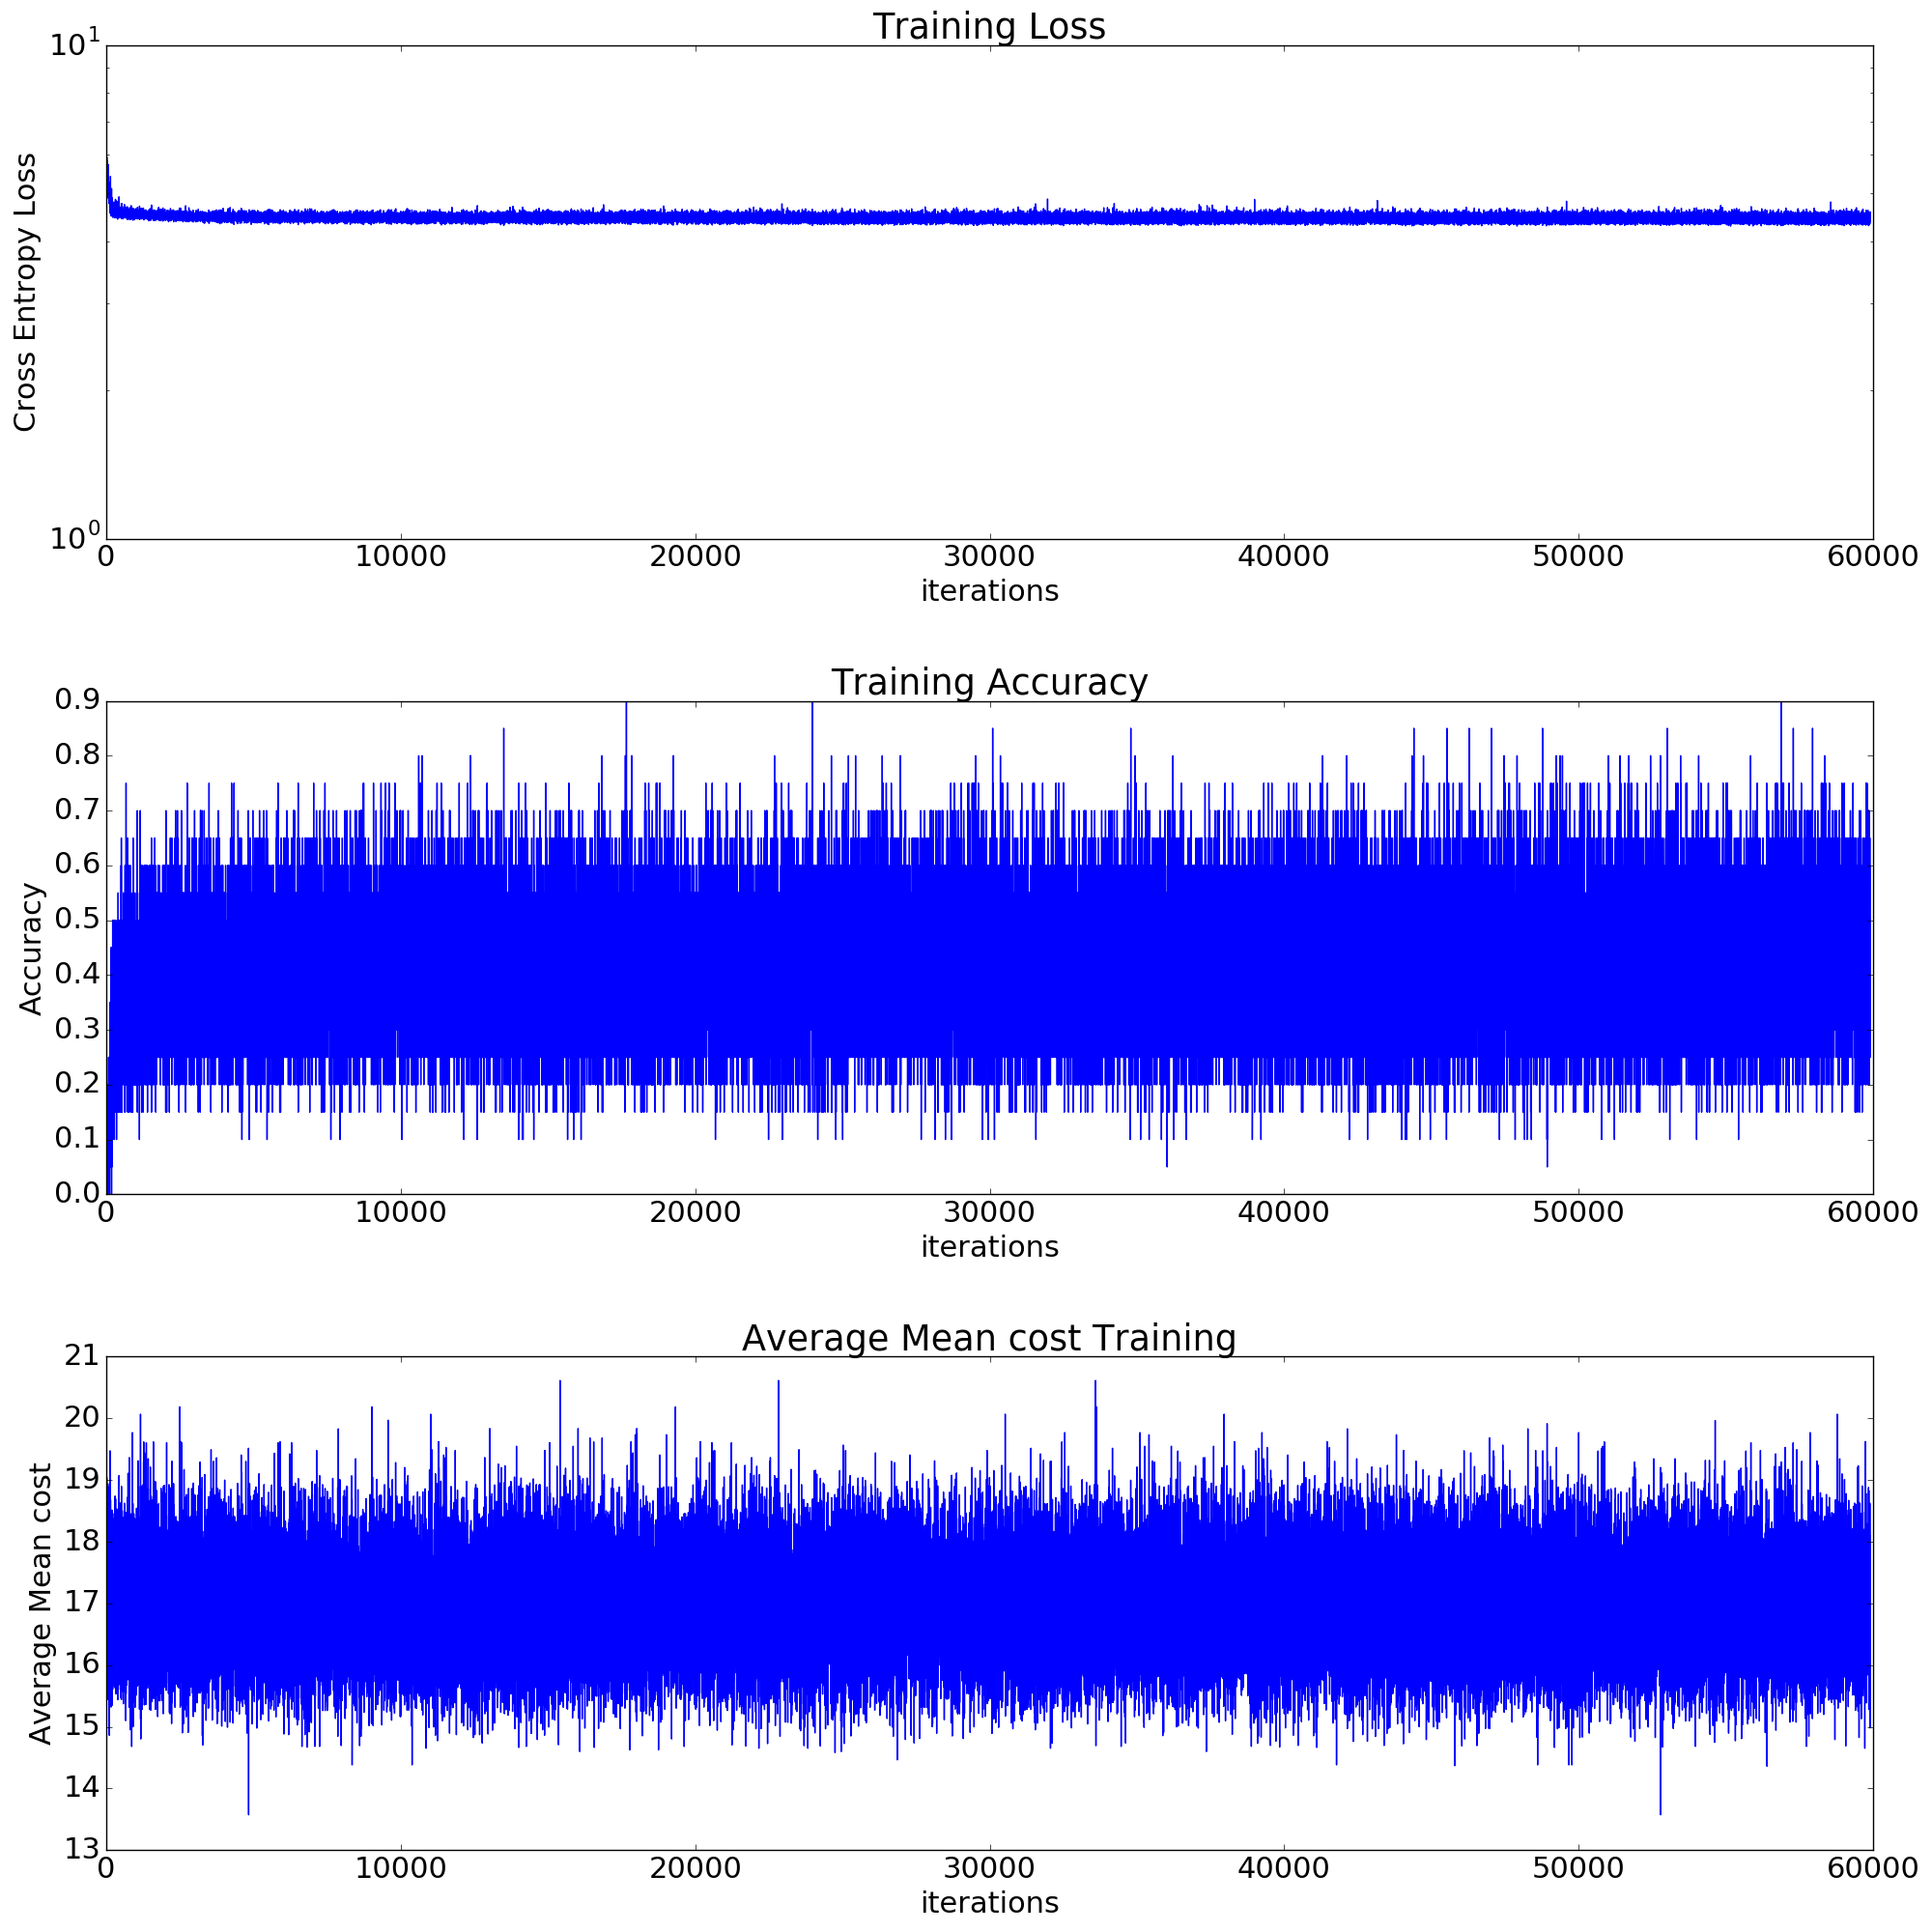 Training Loss
10^1
10^0
Cross Entropy Loss
0 10000 20000 30000 40000 50000 60000
iterations
Training Accuracy
0.9
0.8
0.7
0.6
0.5
0.4
0.3
0.2
0.1
0.0
Accuracy
0 10000 20000 30000 40000 50000 60000
iterations
Average Mean cost Training
21
20
19
18
17
16
15
14
13
Average Mean cost
0 10000 20000 30000 40000 50000 60000
iterations